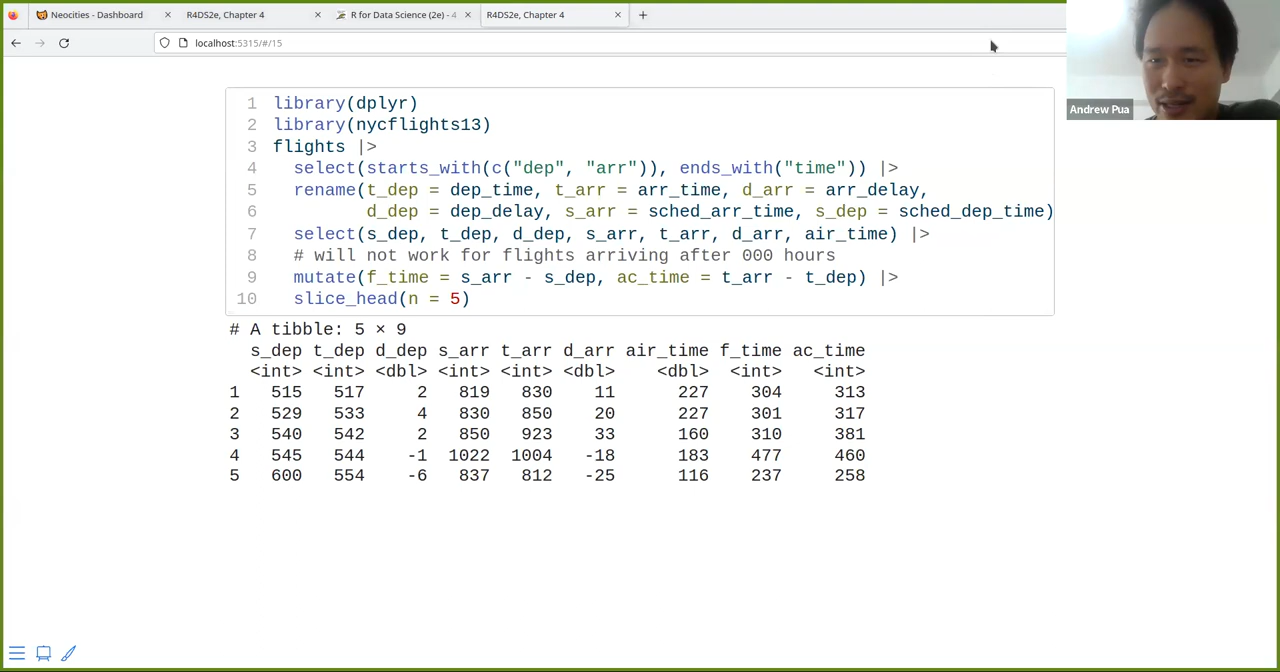 Neocities - Dashboard
R4DS2e, Chapter 4
R for Data Science (2e) - 4
R4DS2e, Chapter 4
localhost:5315/#/15
Andrew Pua
1 library(dplyr)
2 library(nycflights13)
3 flights |>
4 select(starts_with(c("dep", "arr")), ends_with("time")) |>
5 rename(t_dep = dep_time, t_arr = arr_time, d_arr = arr_delay,
6 d_dep = dep_delay, s_arr = sched_arr_time, s_dep = sched_dep_time)
7 select(s_dep, t_dep, d_dep, s_arr, t_arr, d_arr, air_time) |>
8 # will not work for flights arriving after 000 hours
9 mutate(f_time = s_arr - s_dep, ac_time = t_arr - t_dep) |>
10 slice_head(n = 5)
# A tibble: 5 × 9
s_dep t_dep d_dep s_arr t_arr d_arr air_time f_time ac_time
<int> <int> <dbl> <int> <int> <dbl> <dbl> <int> <int>
1 515 517 2 819 830 11 227 304 313
2 529 533 4 830 850 20 227 301 317
3 540 542 2 850 923 33 160 310 381
4 545 544 -1 1022 1004 -18 183 477 460
5 600 554 -6 837 812 -25 116 237 258